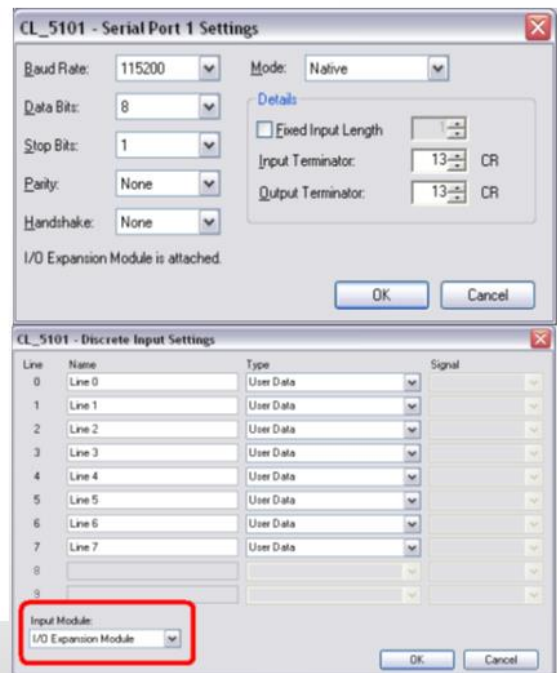 CL_5101 - Serial Port 1 Settings
Baud Rate: 115200 Mode: Native
Data Bits: 8 Details
Fixed Input Length 1
Stop Bits: 1 Input Terminator: 13 CR
Parity: None Output Terminator: 13 CR
Handshake: None
I/O Expansion Module is attached.
OK Cancel
CL_5101 - Discrete Input Settings
Line Name Type Signal
0 Line 0 User Data
1 Line 1 User Data
2 Line 2 User Data
3 Line 3 User Data
4 Line 4 User Data
5 Line 5 User Data
6 Line 6 User Data
7 Line 7 User Data
8
9
Input Module:
I/O Expansion Module
OK Cancel